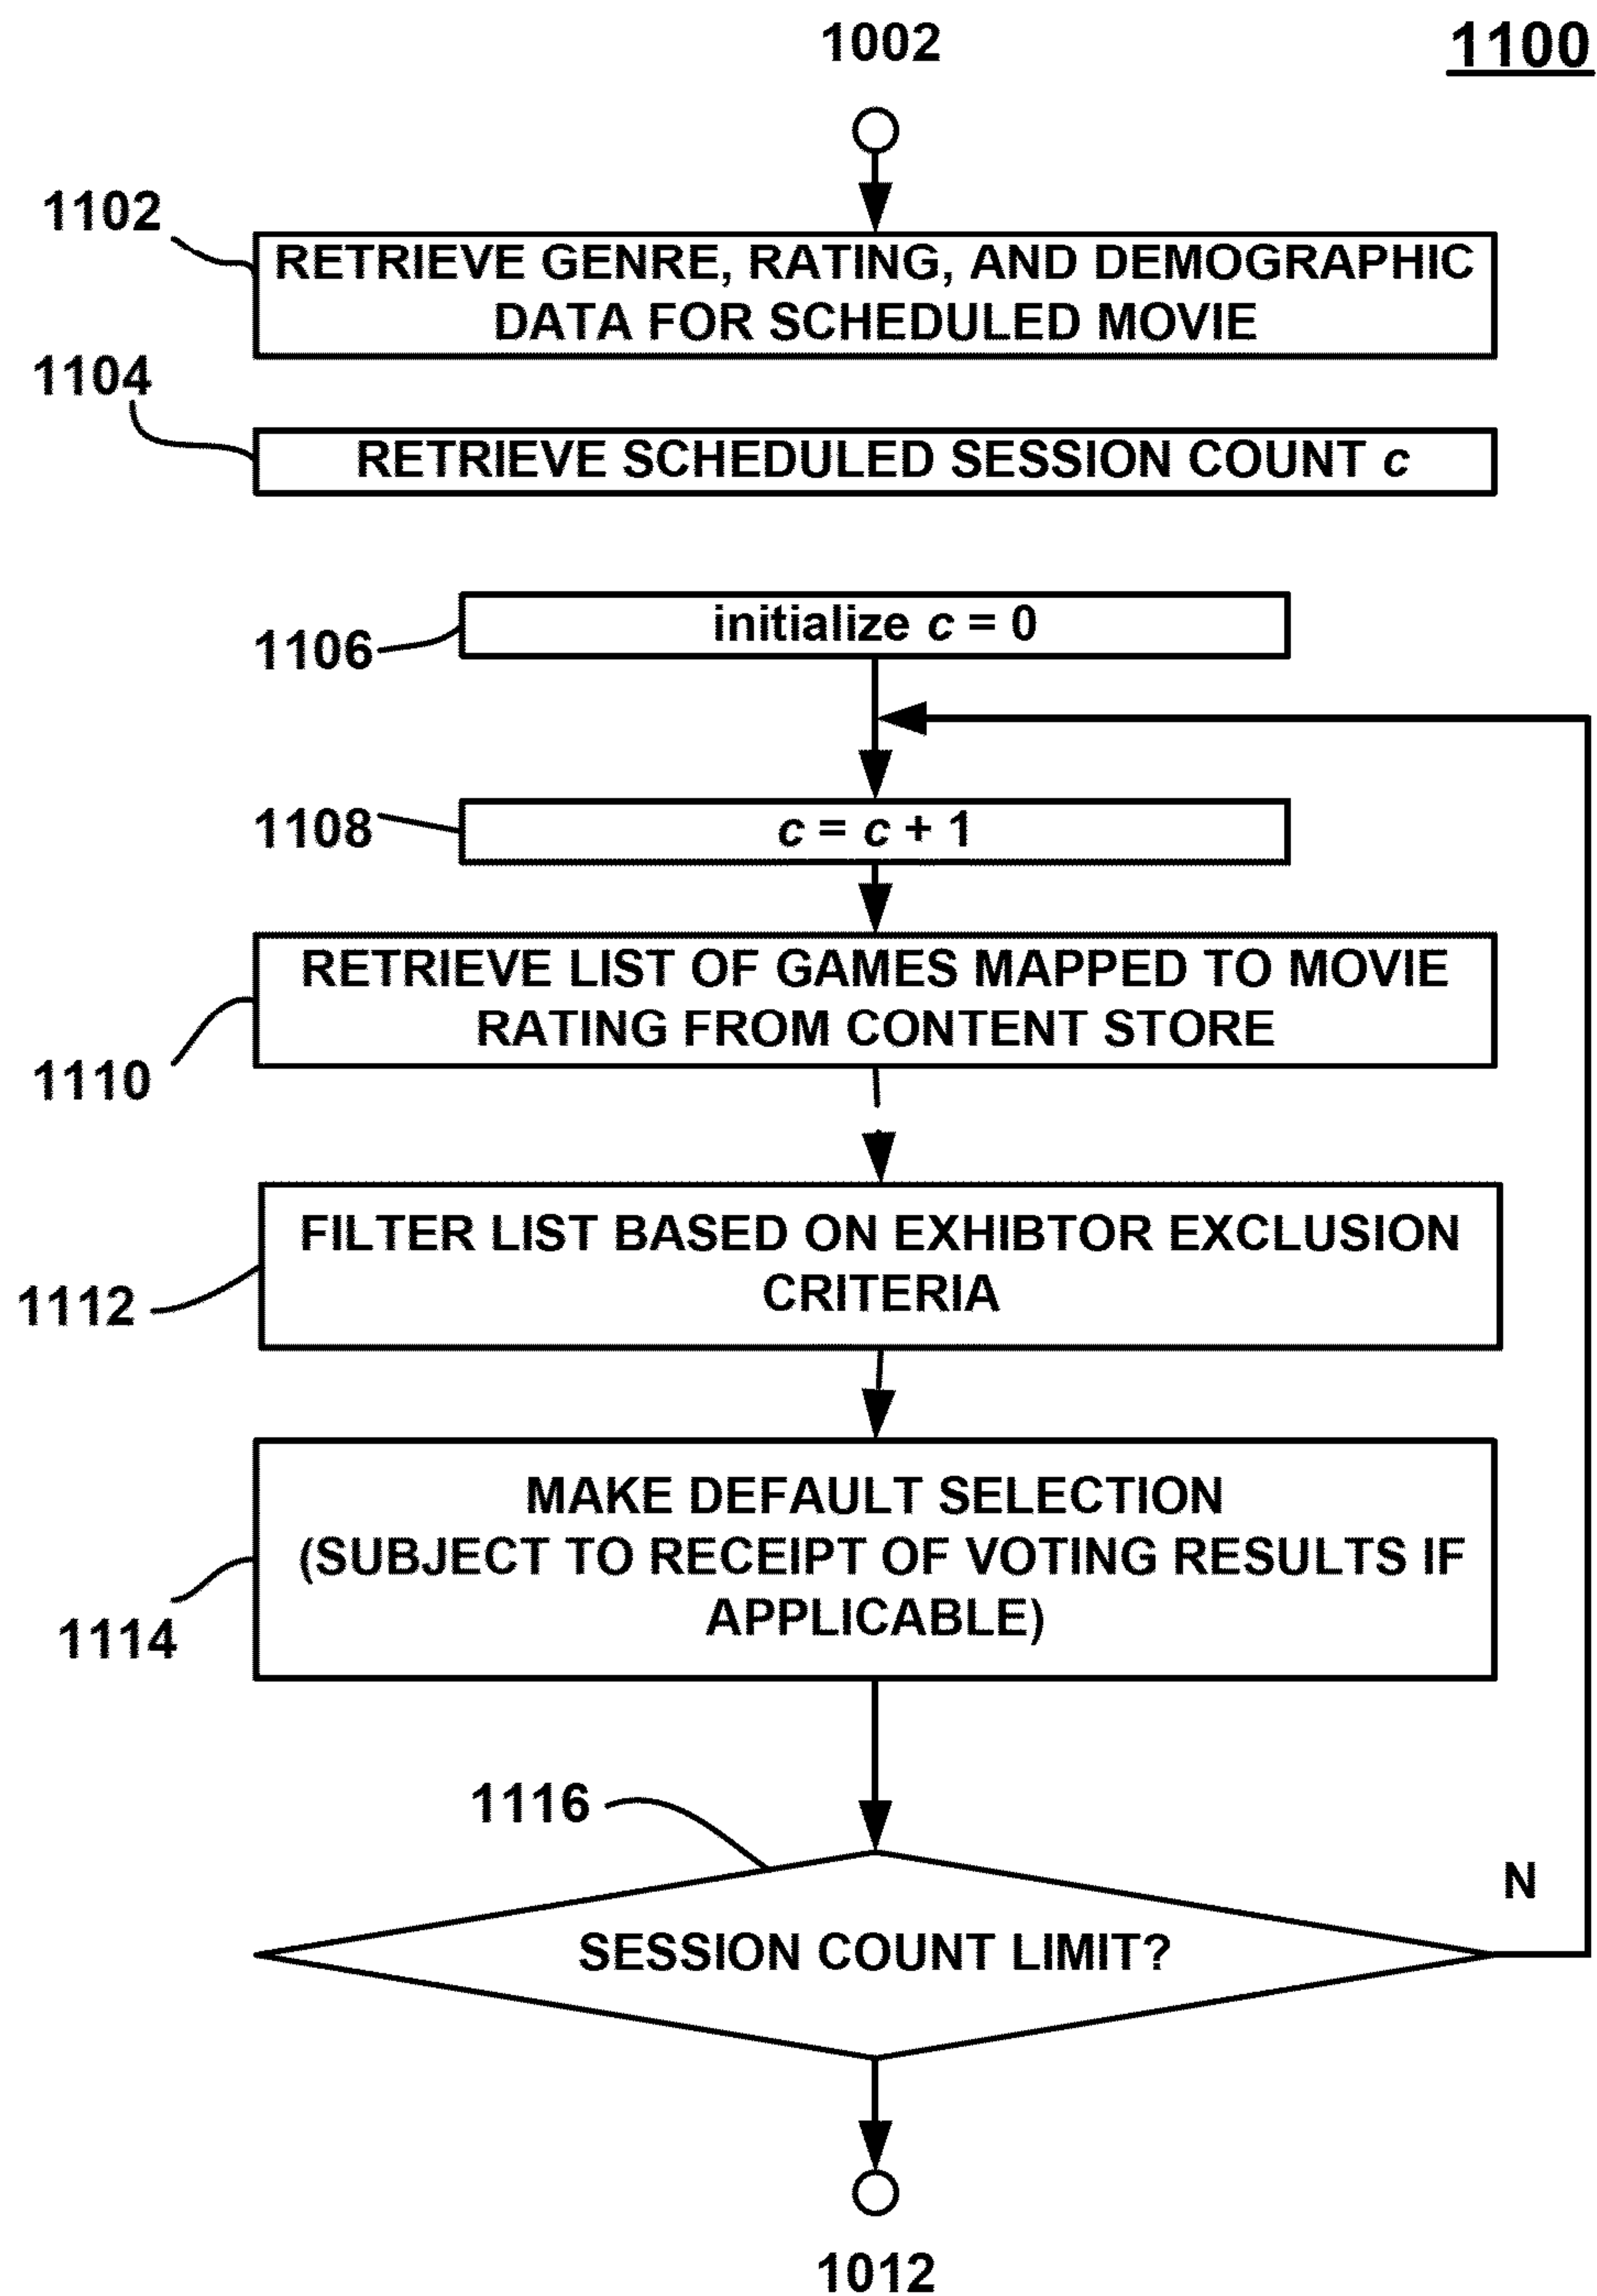 1002
1100
1102
RETRIEVE GENRE, RATING, AND DEMOGRAPHIC
DATA FOR SCHEDULED MOVIE
1104
RETRIEVE SCHEDULED SESSION COUNT c
initialize c = 0
1106
1108
c = c + 1
RETRIEVE LIST OF GAMES MAPPED TO MOVIE
RATING FROM CONTENT STORE
1110
FILTER LIST BASED ON EXHIBTOR EXCLUSION
CRITERIA
1112
MAKE DEFAULT SELECTION
(SUBJECT TO RECEIPT OF VOTING RESULTS IF
APPLICABLE)
1114
1116
N
SESSION COUNT LIMIT?
1012